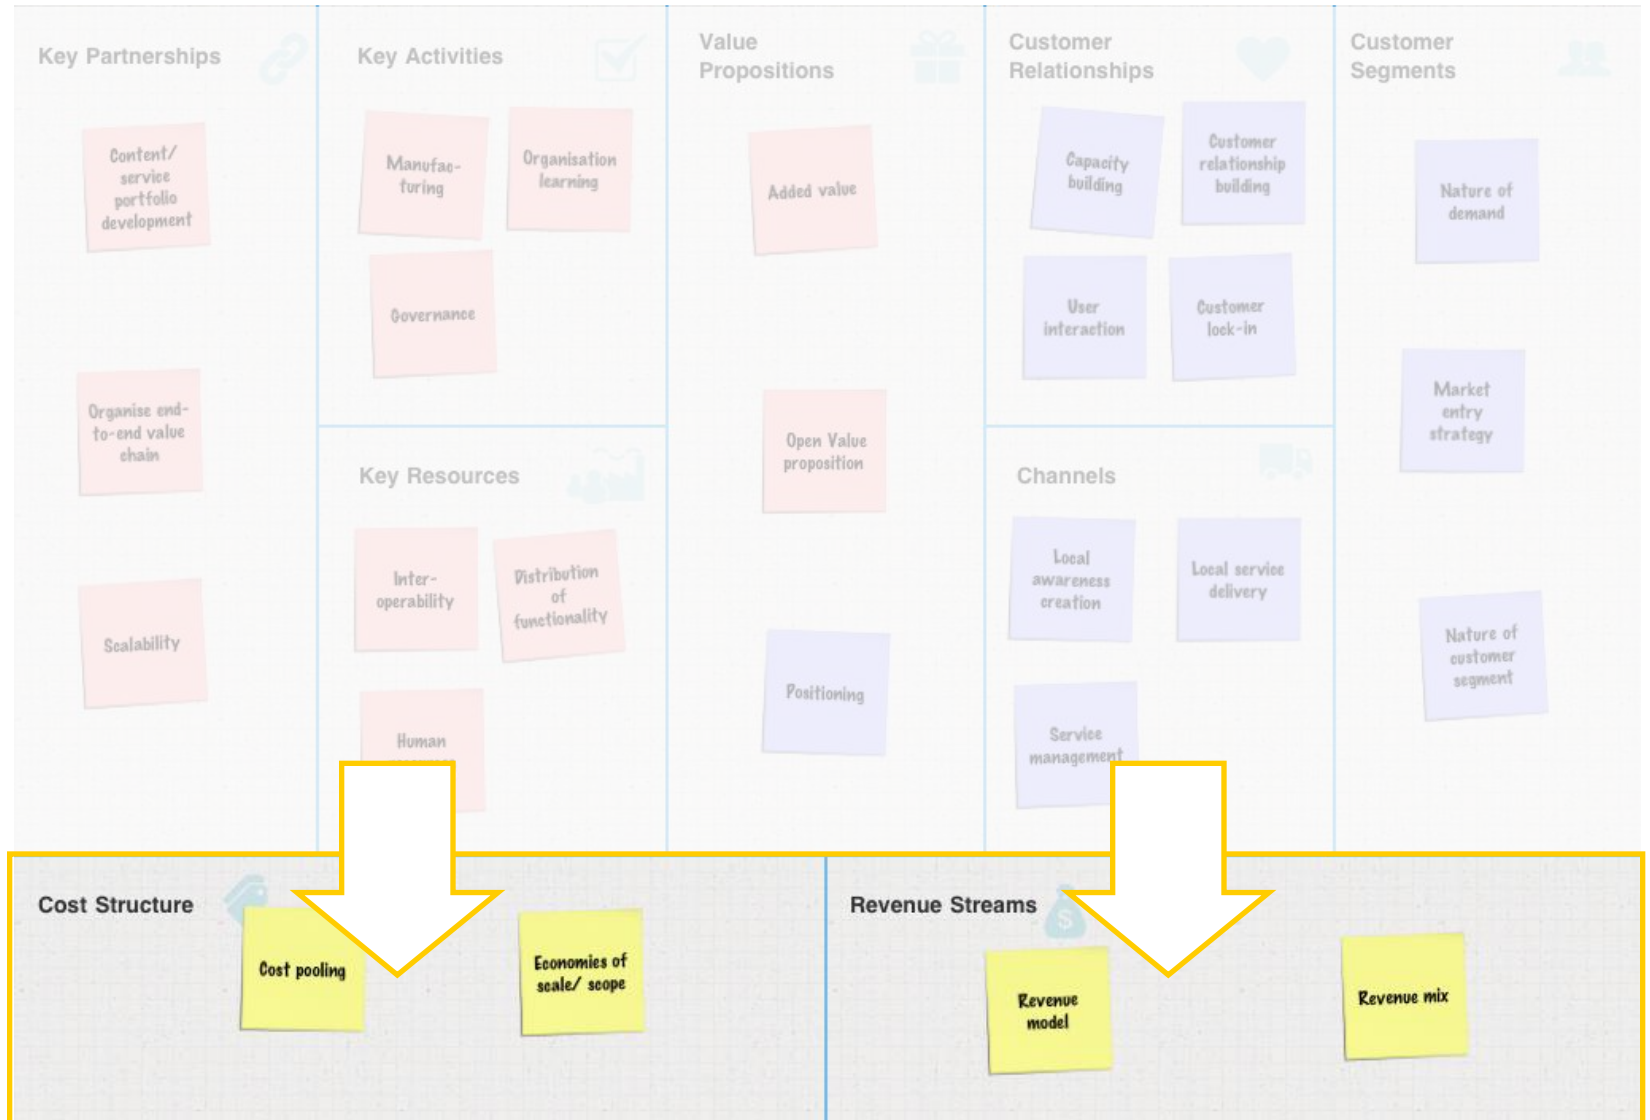 Key Partnerships
Content/
service
portfolio
development
Organise end-
to-end value
chain
Scalability
Key Activities
Manufac-
turing
Organisation
learning
Governance
Key Resources
Inter-
operability
Distribution
of
functionality
Human
Value
Propositions
Added value
Open Value
proposition
Positioning
Customer
Relationships
Capacity
building
Customer
relationship
building
User
interaction
Customer
lock-in
Channels
Local
awareness
creation
Local service
delivery
Service
management
Customer
Segments
Nature of
demand
Market
entry
strategy
Nature of
customer
segment
Cost Structure
Cost pooling
Economies of
scale/ scope
Revenue Streams
$
Revenue
model
Revenue mix